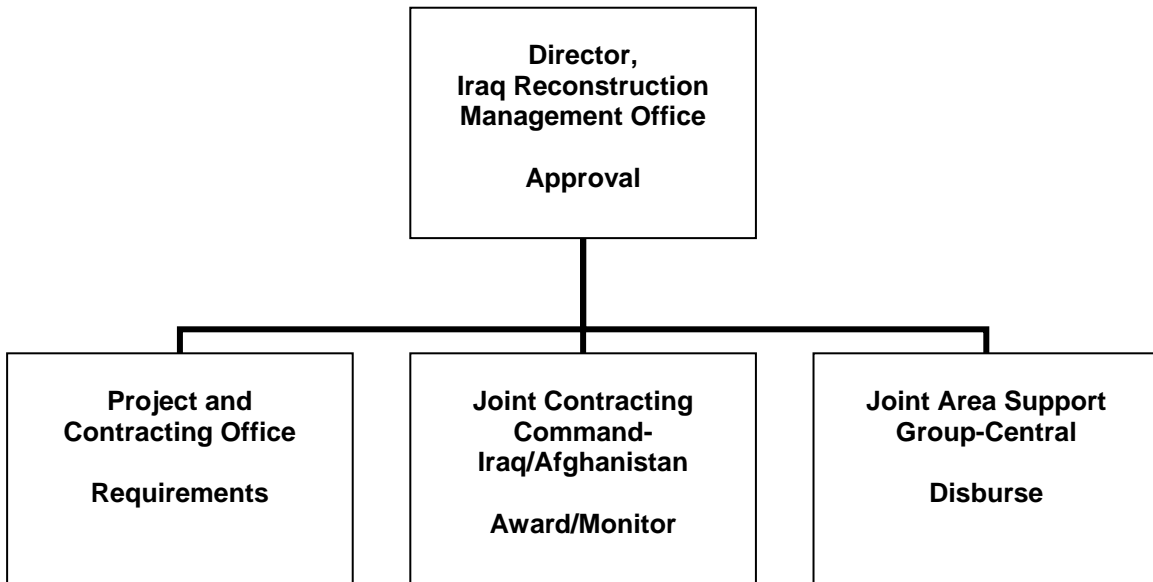 Director,
Iraq Reconstruction
Management Office
Approval
Project and
Contracting Office
Requirements
Joint Contracting
Command-
Iraq/Afghanistan
Award/Monitor
Joint Area Support
Group-Central
Disburse